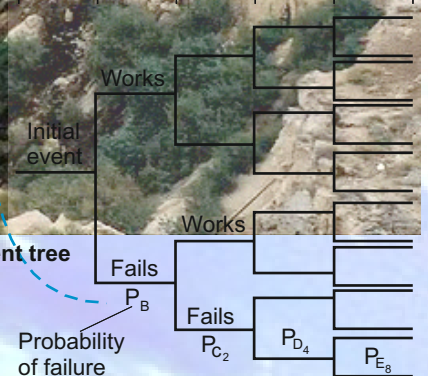 Works
Initial
event
Works
nt tree
Fails
P_B
Fails
P_C2
P_D4
P_E8
Probability
of failure